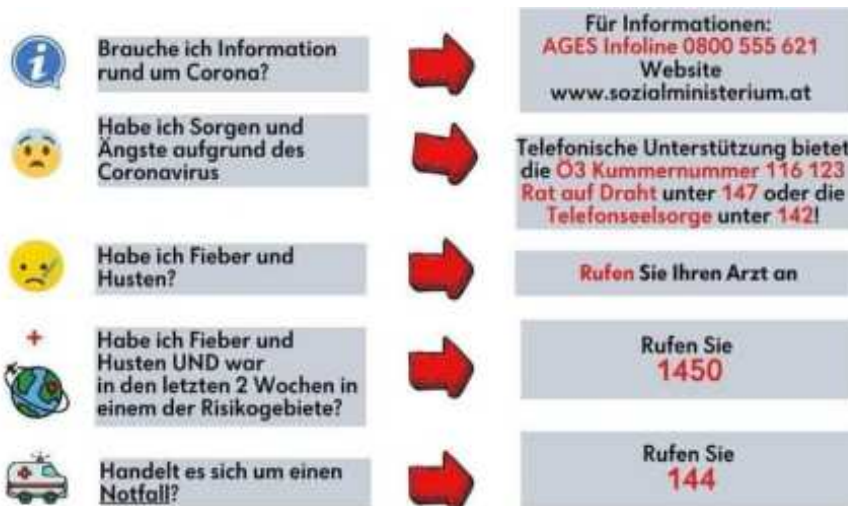 Brauche ich Information
rund um Corona?
Für Informationen:
AGES Infoline 0800 555 621
Website
www.sozialministerium.at
Habe ich Sorgen und
Ängste aufgrund des
Coronavirus
Telefonische Unterstützung bietet
die Ö3 Kummernummer 116 123
Rat auf Draht unter 147 oder die
Telefonseelsorge unter 142!
Habe ich Fieber und
Husten?
Rufen Sie Ihren Arzt an
Habe ich Fieber und
Husten UND war
in den letzten 2 Wochen in
einem der Risikogebiete?
Rufen Sie
1450
Handelt es sich um einen
Notfall?
Rufen Sie
144